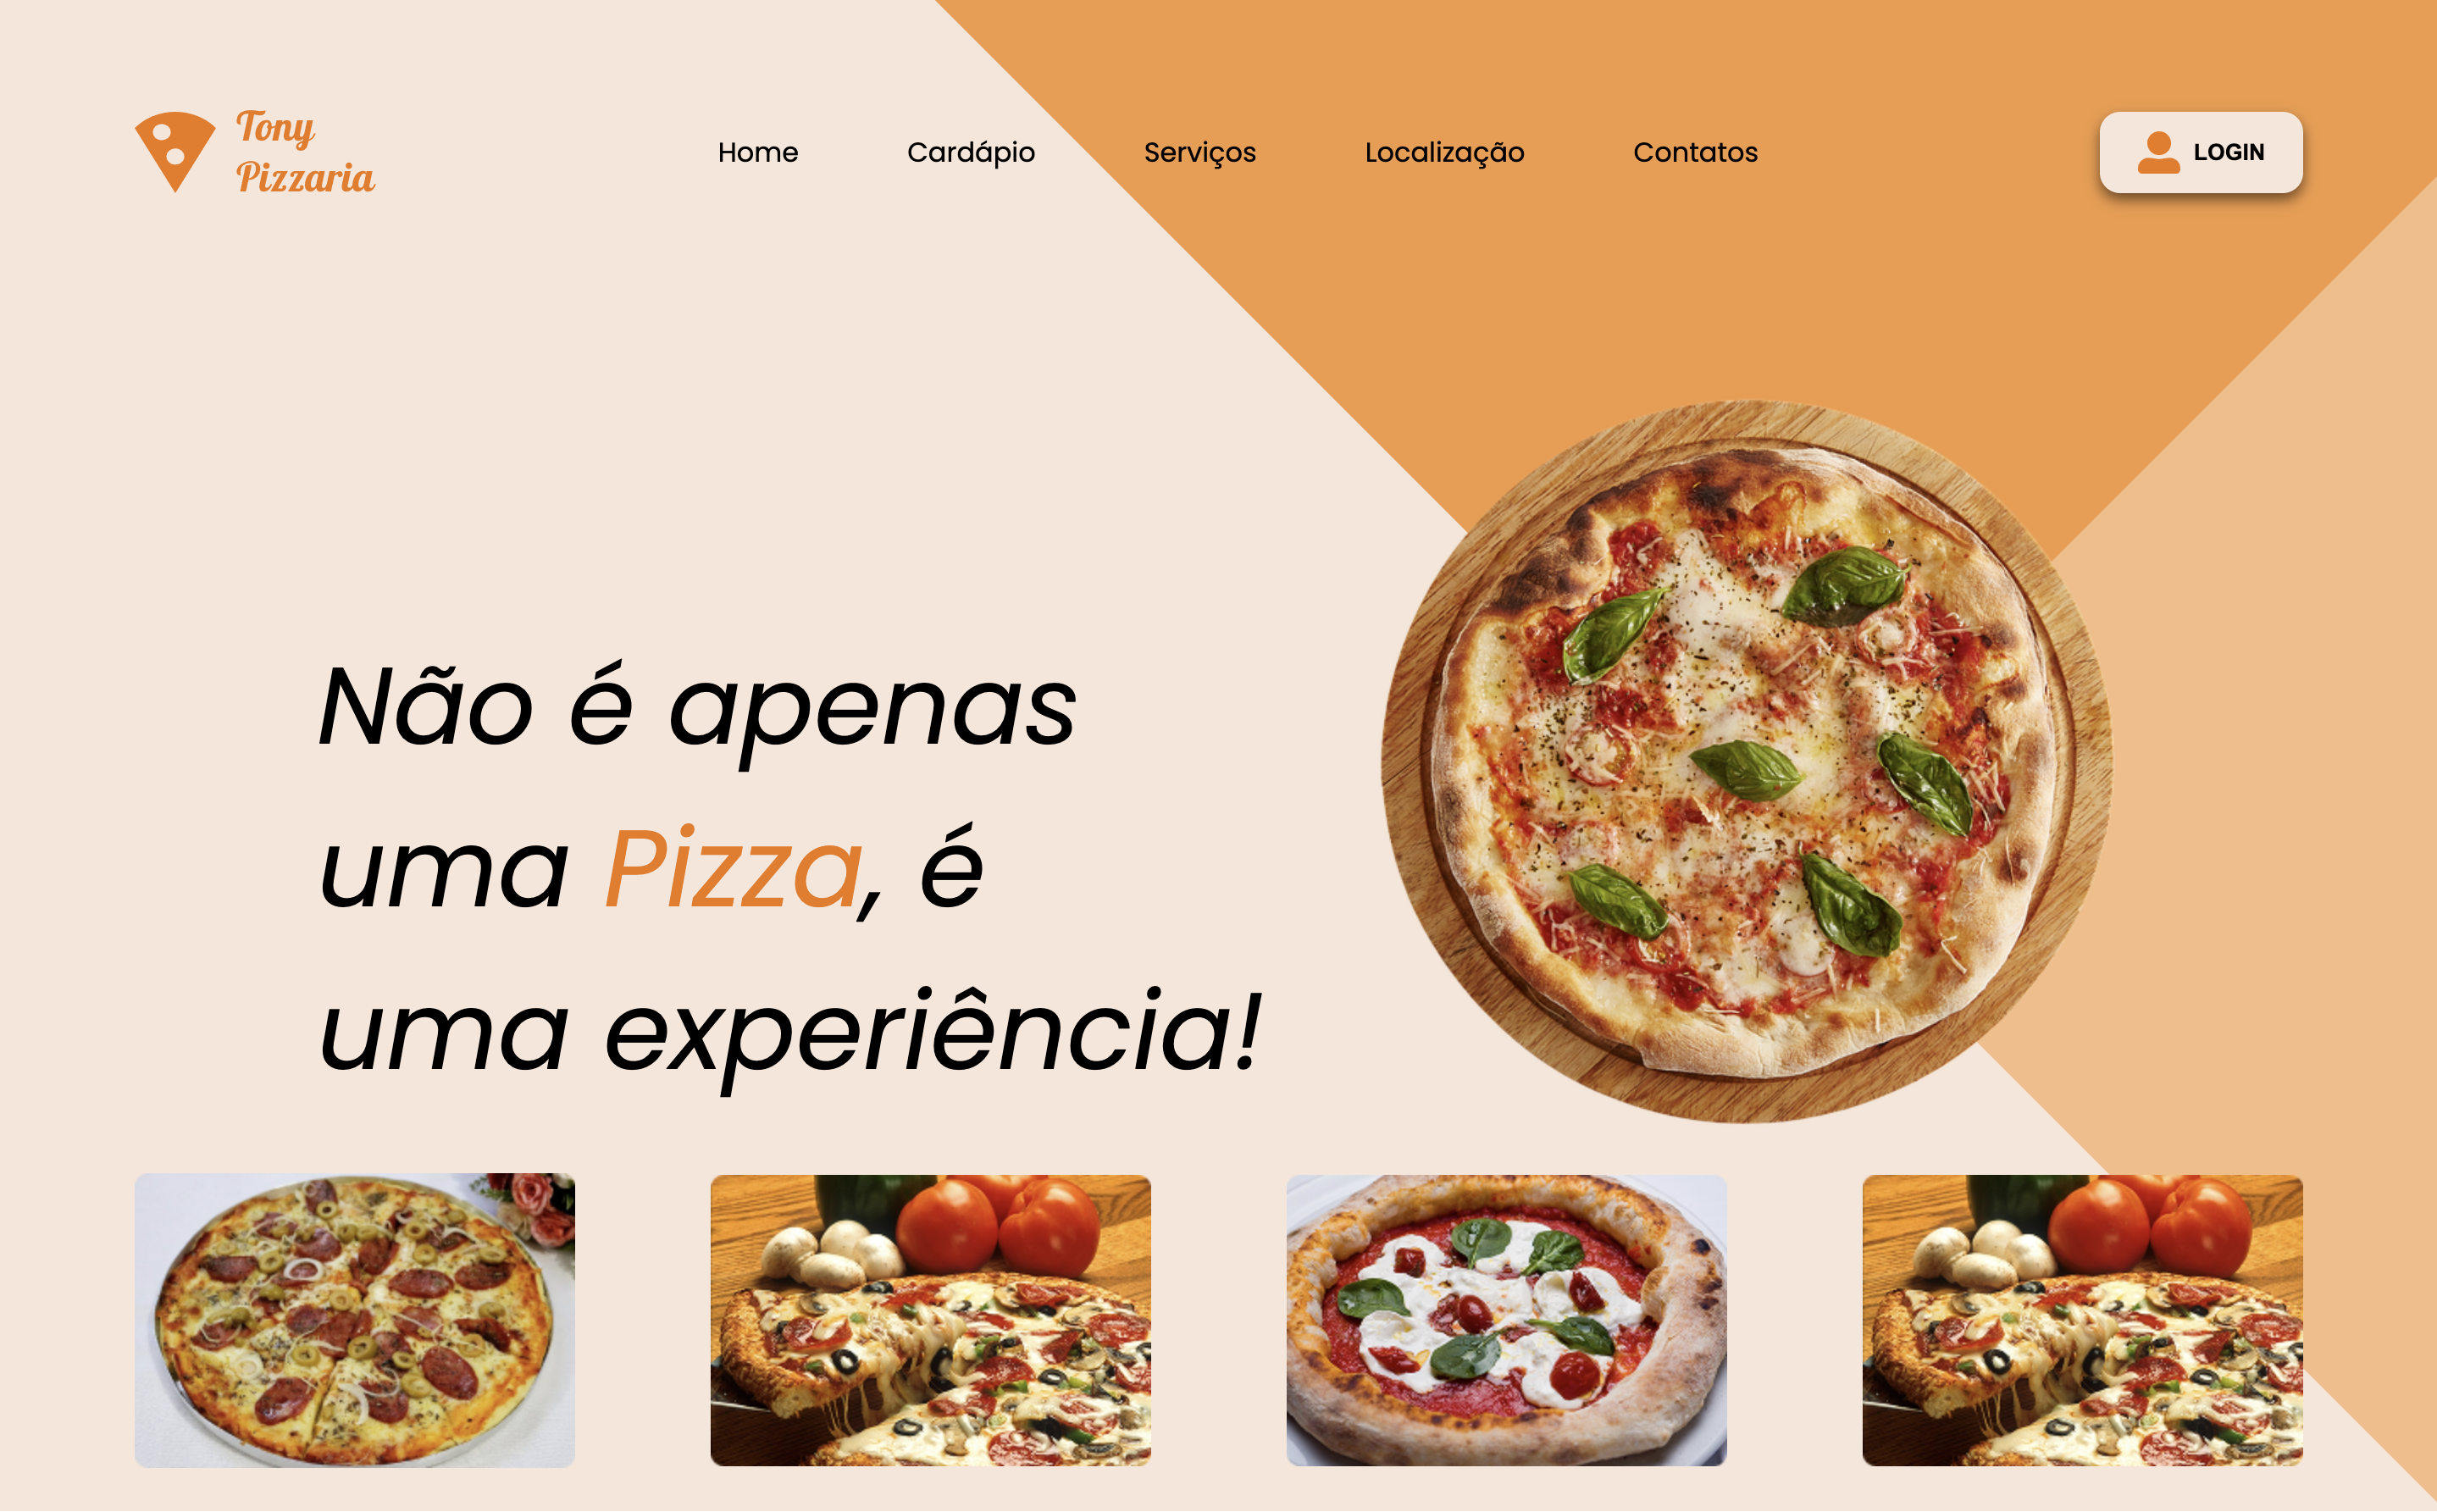 Tony
Pizzaria
Home
Cardápio
Serviços
Localização
Contatos
LOGIN
Não é apenas
uma Pizza, é
uma experiência!